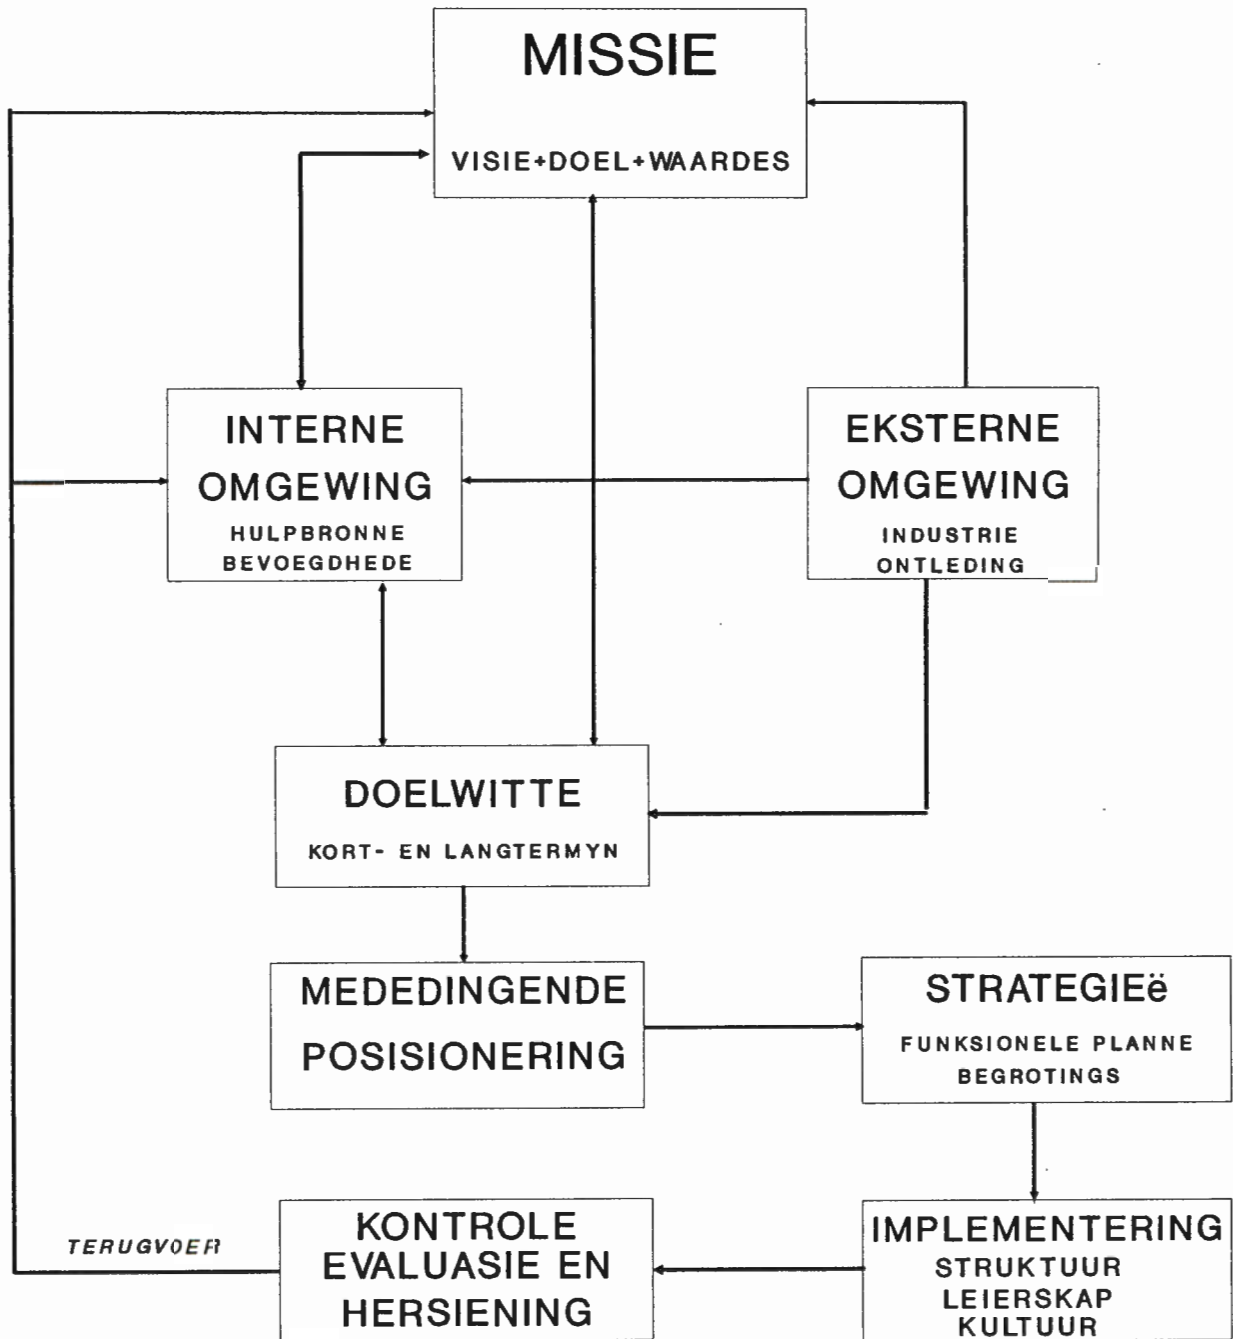 MISSIE
VISIE+DOEL+WAARDES
INTERNE
OMGEWING
HULPBRONNE
BEVOEGDHEDE
EKSTERNE
OMGEWING
INDUSTRIE
ONTLEDING
DOELWITTE
KORT- EN LANGTERMYN
MEDEDINGENDE
POSISIONERING
STRATEGIEë
FUNKSIONELE PLANNE
BEGROTINGS
IMPLEMENTERING
STRUKTUUR
LEIERSKAP
KULTUUR
KONTROLE
EVALUASIE EN
HERSIENING
TERUGVOER